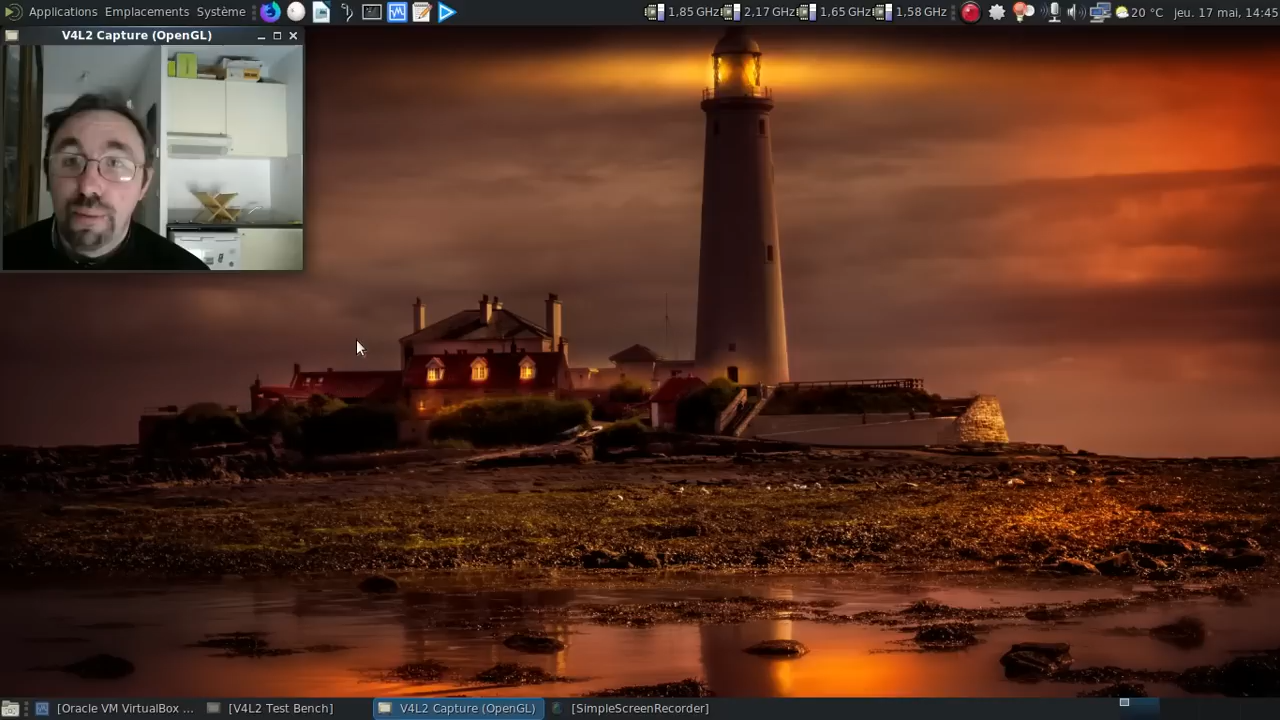 Applications Emplacements Système 1,85 GHz 2,17 GHz 1,65 GHz 1,58 GHz 20 °C jeu. 17 mai, 14:45
V4L2 Capture (OpenGL)
[Oracle VM VirtualBox ... [V4L2 Test Bench] V4L2 Capture (OpenGL) [SimpleScreenRecorder]